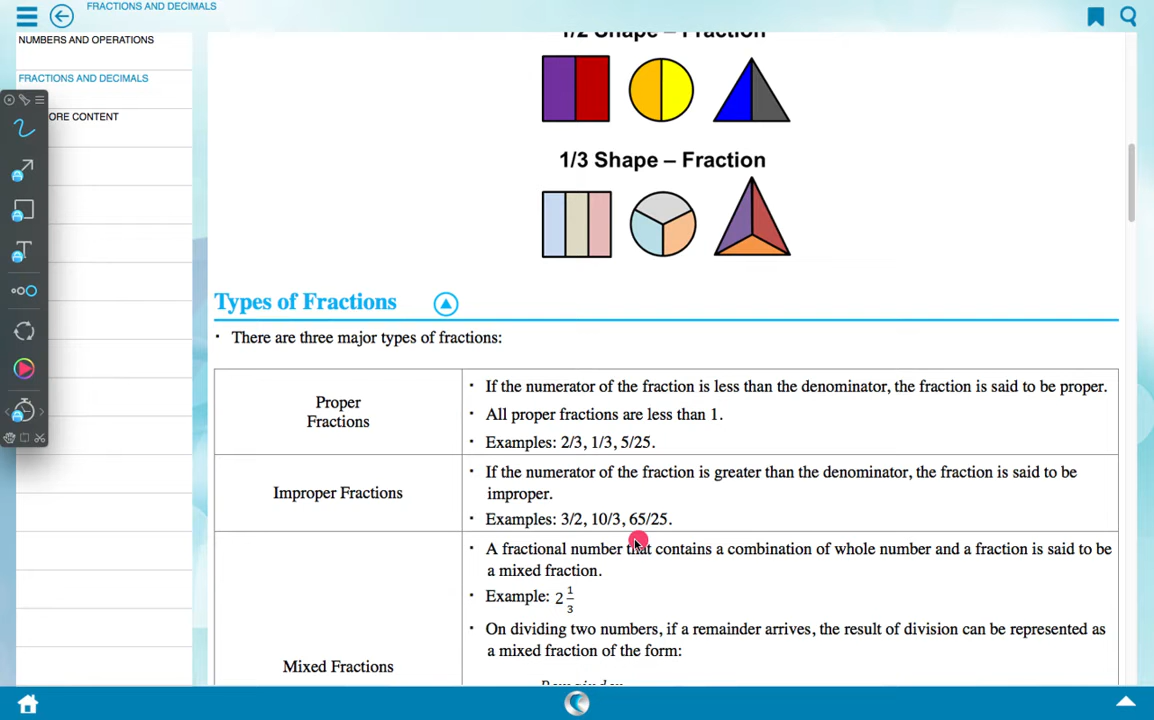 FRACTIONS AND DECIMALS
NUMBERS AND OPERATIONS
FRACTIONS AND DECIMALS
ORE CONTENT
1/2 Shape – Fraction
1/3 Shape – Fraction
Types of Fractions
· There are three major types of fractions:
Proper
Fractions
· If the numerator of the fraction is less than the denominator, the fraction is said to be proper.
· All proper fractions are less than 1.
· Examples: 2/3, 1/3, 5/25.
Improper Fractions
· If the numerator of the fraction is greater than the denominator, the fraction is said to be
improper.
· Examples: 3/2, 10/3, 65/25.
Mixed Fractions
· A fractional number that contains a combination of whole number and a fraction is said to be
a mixed fraction.
· Example: 2 1/3
· On dividing two numbers, if a remainder arrives, the result of division can be represented as
a mixed fraction of the form:
Remainder